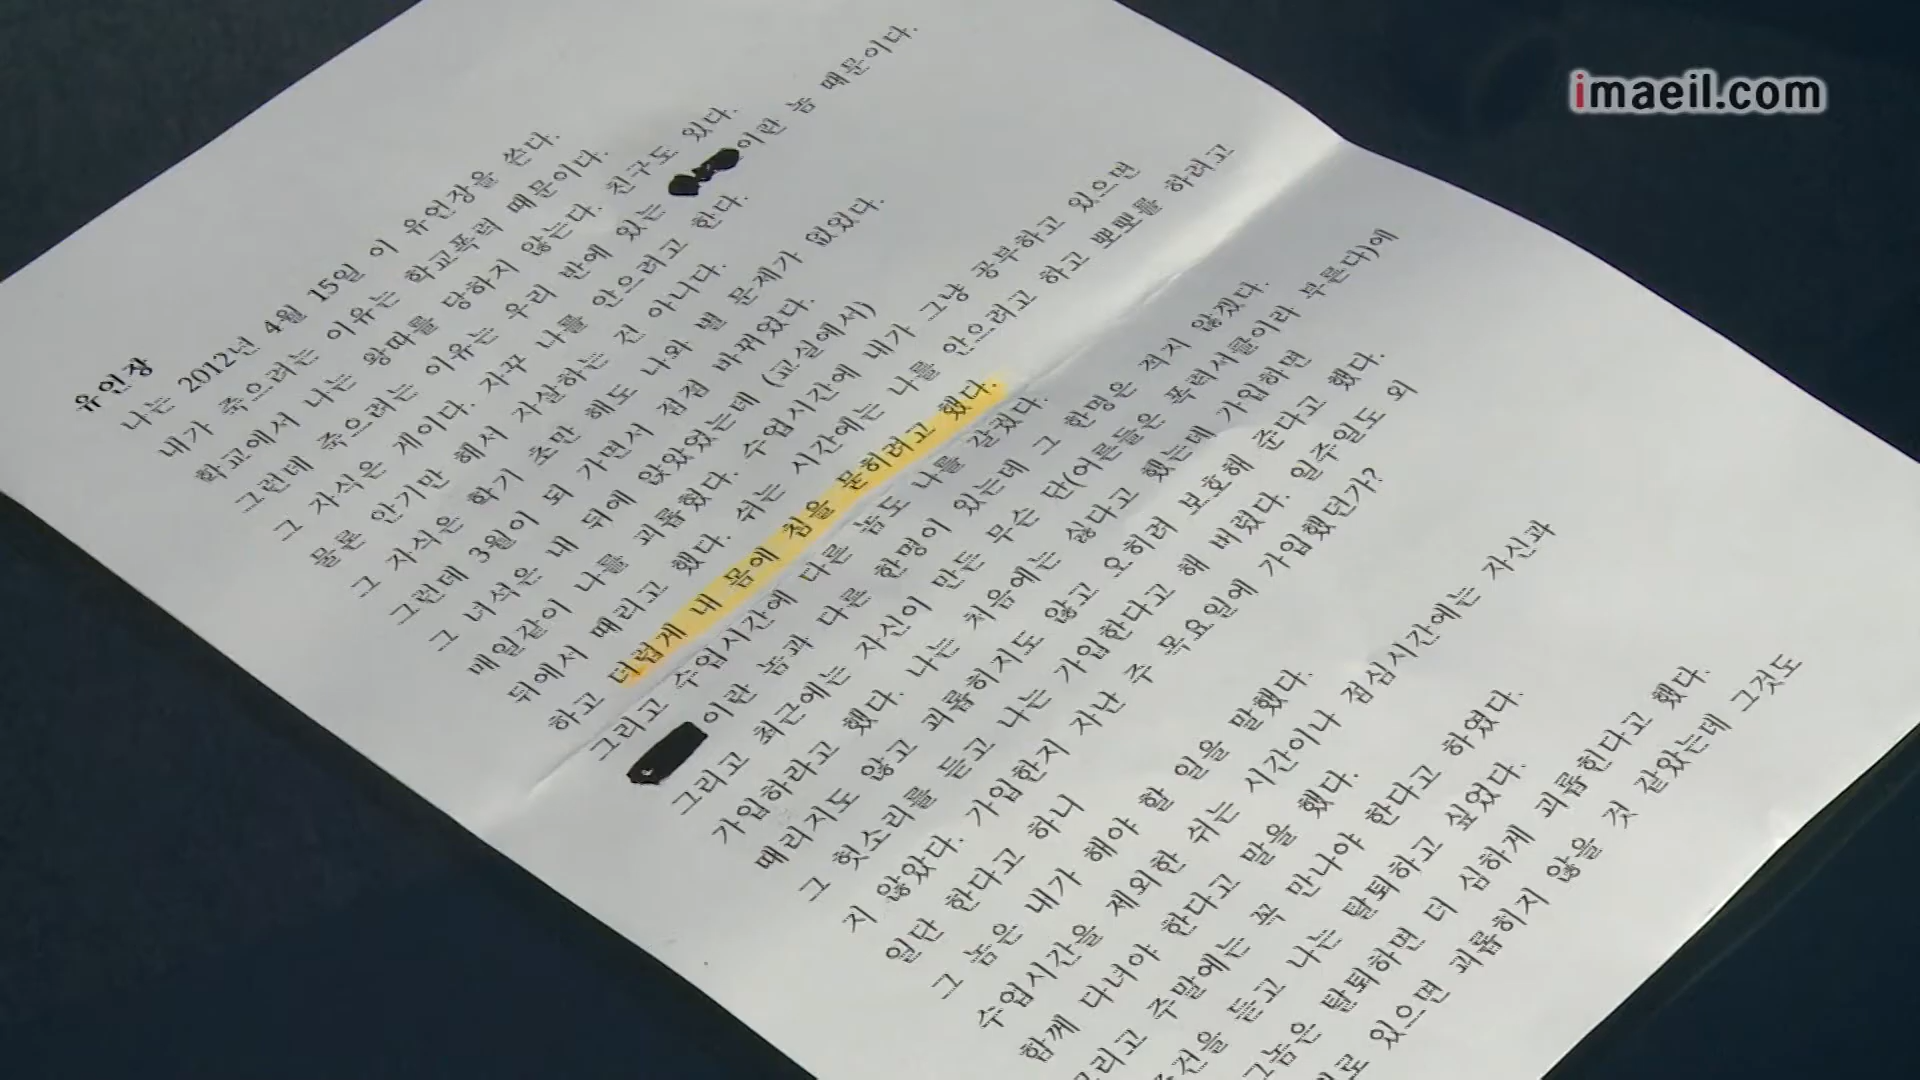 imaeil.com
유언장
나는 2012년 4월 15일 이 유언장을 쓴다.
내가 죽으려는 이유는 학교폭력 때문이다.
학교에서 나는 왕따를 당하지 않는다. 친구도 있다.
그런데 죽으려는 이유는 우리 반에 있는 이란 놈 때문이다.
그 자식은 게이다. 자꾸 나를 안으려고 한다.
물론 안기만 해서 자살하는 건 아니다.
그 자식은 학기 초만 해도 나와 별 문제가 없었다.
그런데 3월이 되 가면서 점점 바뀌었다.
그 녀석은 내 뒤에 앉았었는데 (교실에서)
매일같이 나를 괴롭혔다. 수업시간에 내가 그냥 공부하고 있으면
뒤에서 때리고 했다. 쉬는 시간에는 나를 안으려고 하고 뽀뽀를 하려고
하고 더럽게 내 몸에 침을 묻히려고 했다.
그리고 수업시간에 다른 놈도 나를 갈궜다.
이란 놈과 다른 한명이 있는데 그 한명은 적지 않겠다.
그리고 최근에는 자신이 만든 무슨 단(어른들은 폭력서클이라 부른다)에
가입하라고 했다. 나는 처음에는 싫다고 했는데 가입하면
때리지도 않고 괴롭히지도 않고 오히려 보호해 준다고 했다.
그 헛소리를 듣고 나는 가입한다고 해 버렸다. 일주일도 외
지 않았다. 가입한지 지난 주 목요일에 가입했던가?
일단 한다고 하니
그 놈은 내가 해야 할 일을 말했다.
수업시간을 제외한 쉬는 시간이나 점심시간에는 자신과
함께 다녀야 한다고 말을 했다.
그리고 주말에는 꼭 만나야 한다고 하였다.
조건을 듣고 나는 탈퇴하고 싶었다.
그놈은 탈퇴하면 더 심하게 괴롭힌다고 했다.
로 있으면 괴롭히지 않을 것 같았는데 그것도